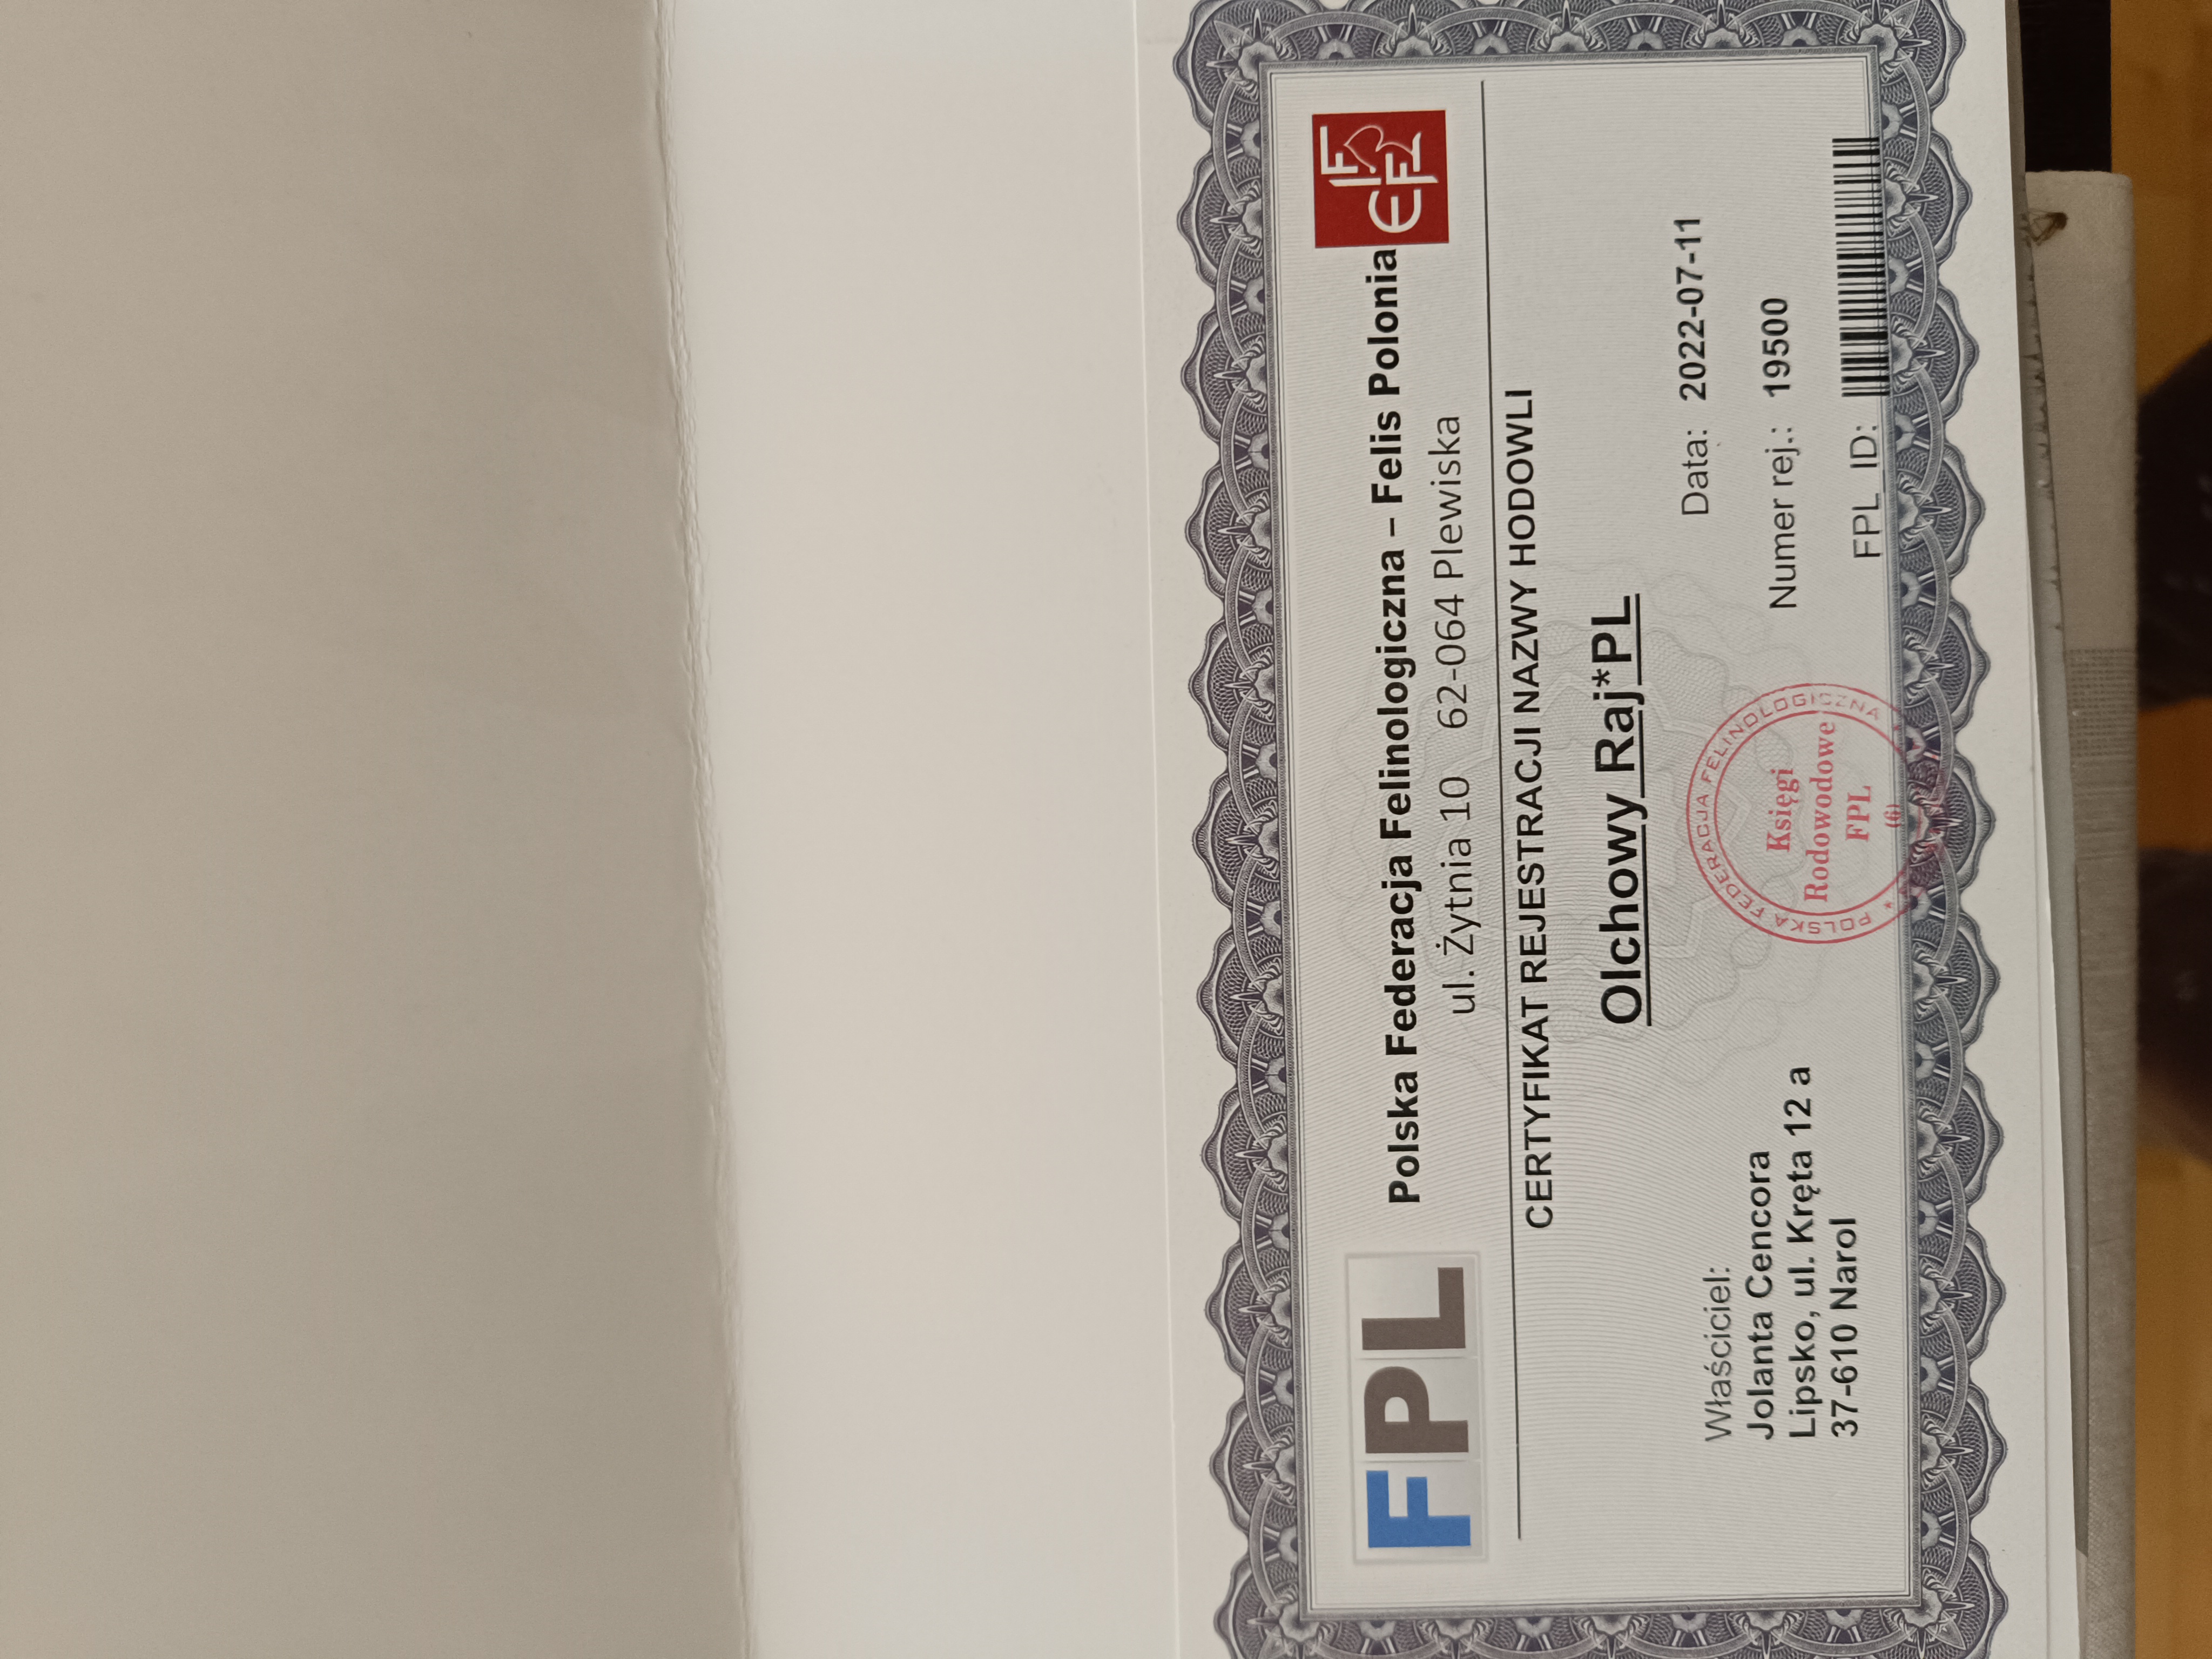 FPL
Polska Federacja Felinologiczna – Felis Polonia
ul. Żytnia 10 62-064 Plewiska
FIFe
CERTYFIKAT REJESTRACJI NAZWY HODOWLI
Olchowy Raj*PL
Właściciel:
Jolanta Cencora
Lipsko, ul. Kręta 12 a
37-610 Narol
POLSKA FEDERACJA FELINOLOGICZNA
Księgi
Rodowodowe
FPL
(6)
Data: 2022-07-11
Numer rej.: 19500
FPL ID: